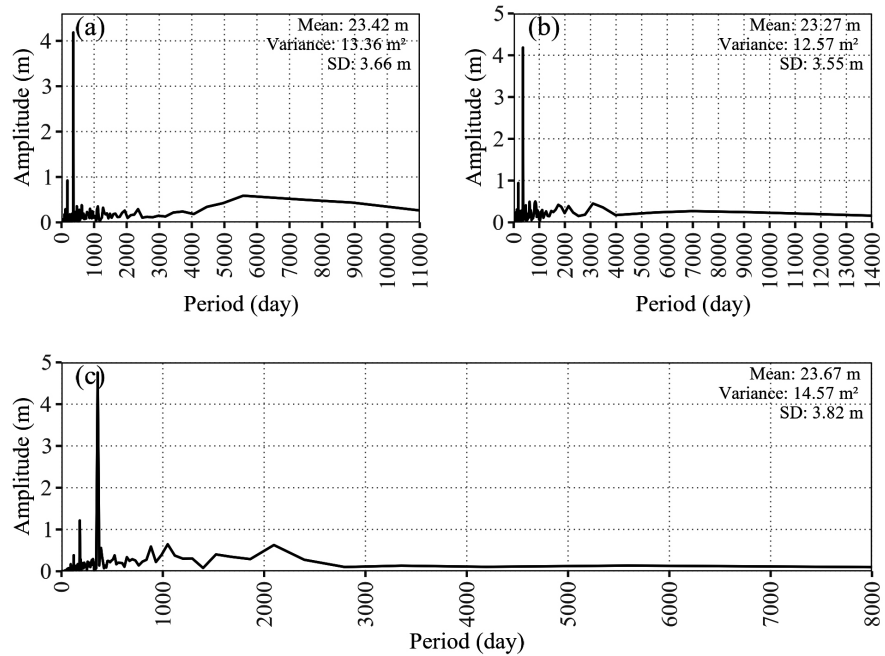 (a)
Mean: 23.42 m
Variance: 13.36 m²
SD: 3.66 m
Amplitude (m)
4
3
2
1
0
0
1000
2000
3000
4000
5000
6000
7000
8000
9000
10000
11000
Period (day)
(b)
Mean: 23.27 m
Variance: 12.57 m²
SD: 3.55 m
Amplitude (m)
5
4
3
2
1
0
0
1000
2000
3000
4000
5000
6000
7000
8000
9000
10000
11000
12000
13000
14000
Period (day)
(c)
Mean: 23.67 m
Variance: 14.57 m²
SD: 3.82 m
Amplitude (m)
5
4
3
2
1
0
0
1000
2000
3000
4000
5000
6000
7000
8000
Period (day)